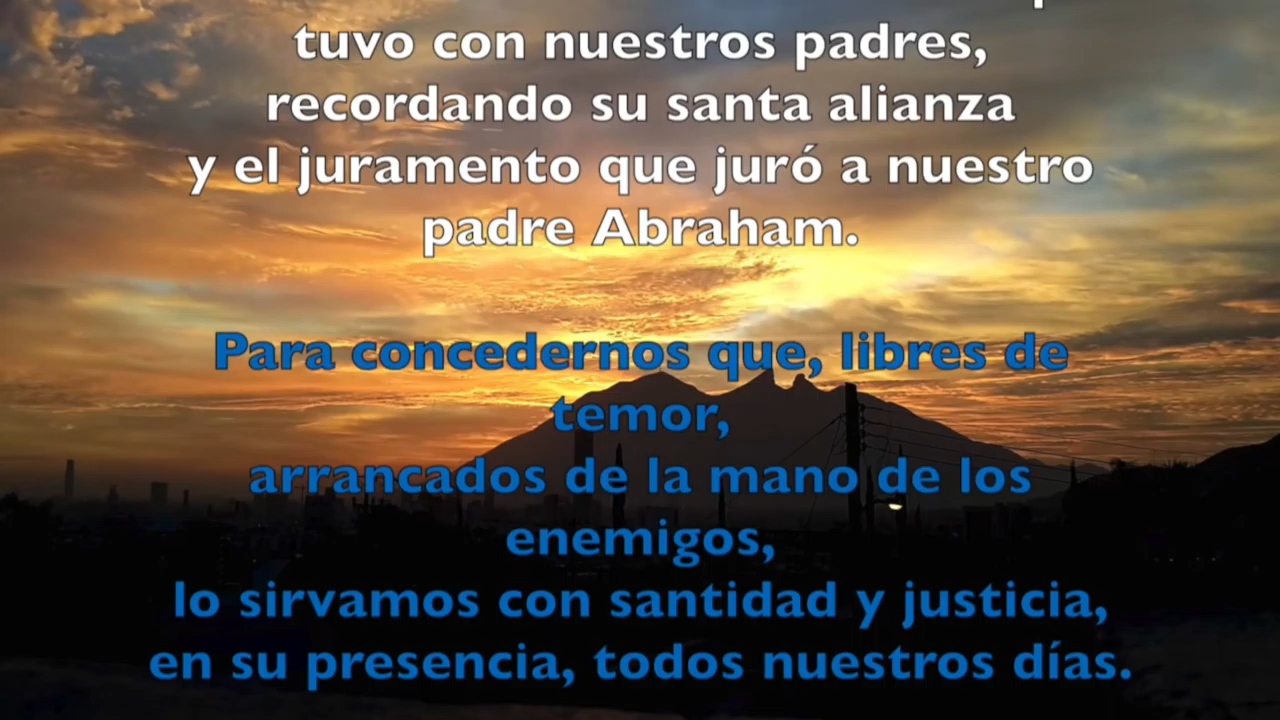 tuvo con nuestros padres,
recordando su santa alianza
y el juramento que juró a nuestro
padre Abraham.
Para concedernos que, libres de
temor,
arrancados de la mano de los
enemigos,
lo sirvamos con santidad y justicia,
en su presencia, todos nuestros días.